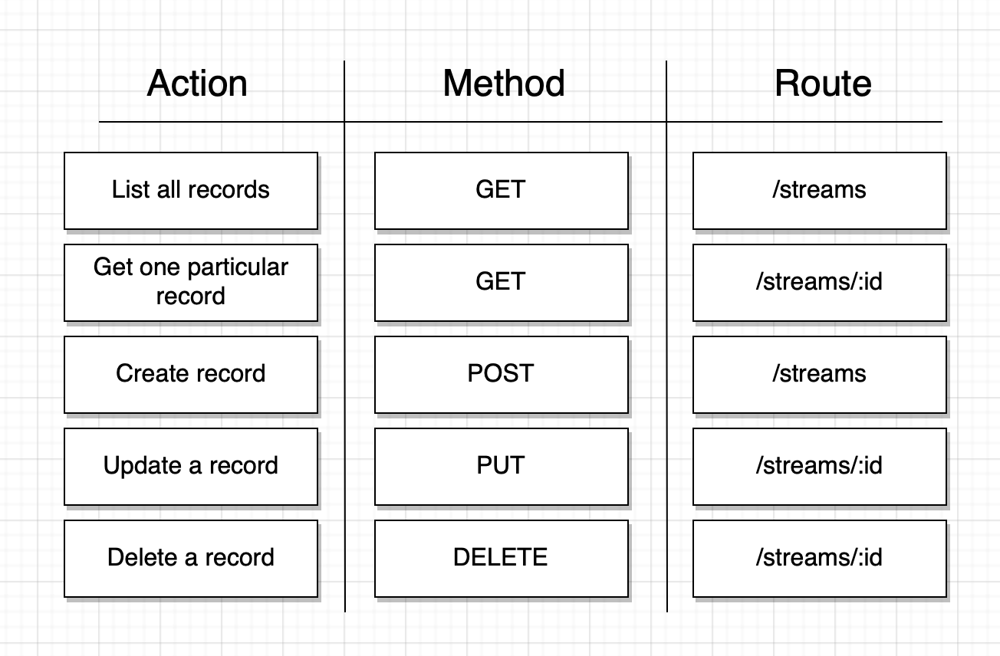 Action Method Route
List all records GET /streams
Get one particular
record GET /streams/:id
Create record POST /streams
Update a record PUT /streams/:id
Delete a record DELETE /streams/:id